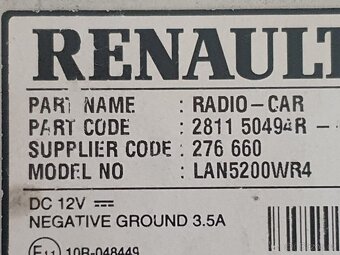 RENAULT
PART NAME : RADIO-CAR
PART CODE : 2811 50494R -
SUPPLIER CODE : 276 660
MODEL NO : LAN5200WR4
DC 12V ⎓
NEGATIVE GROUND 3.5A
E11 10R-048449